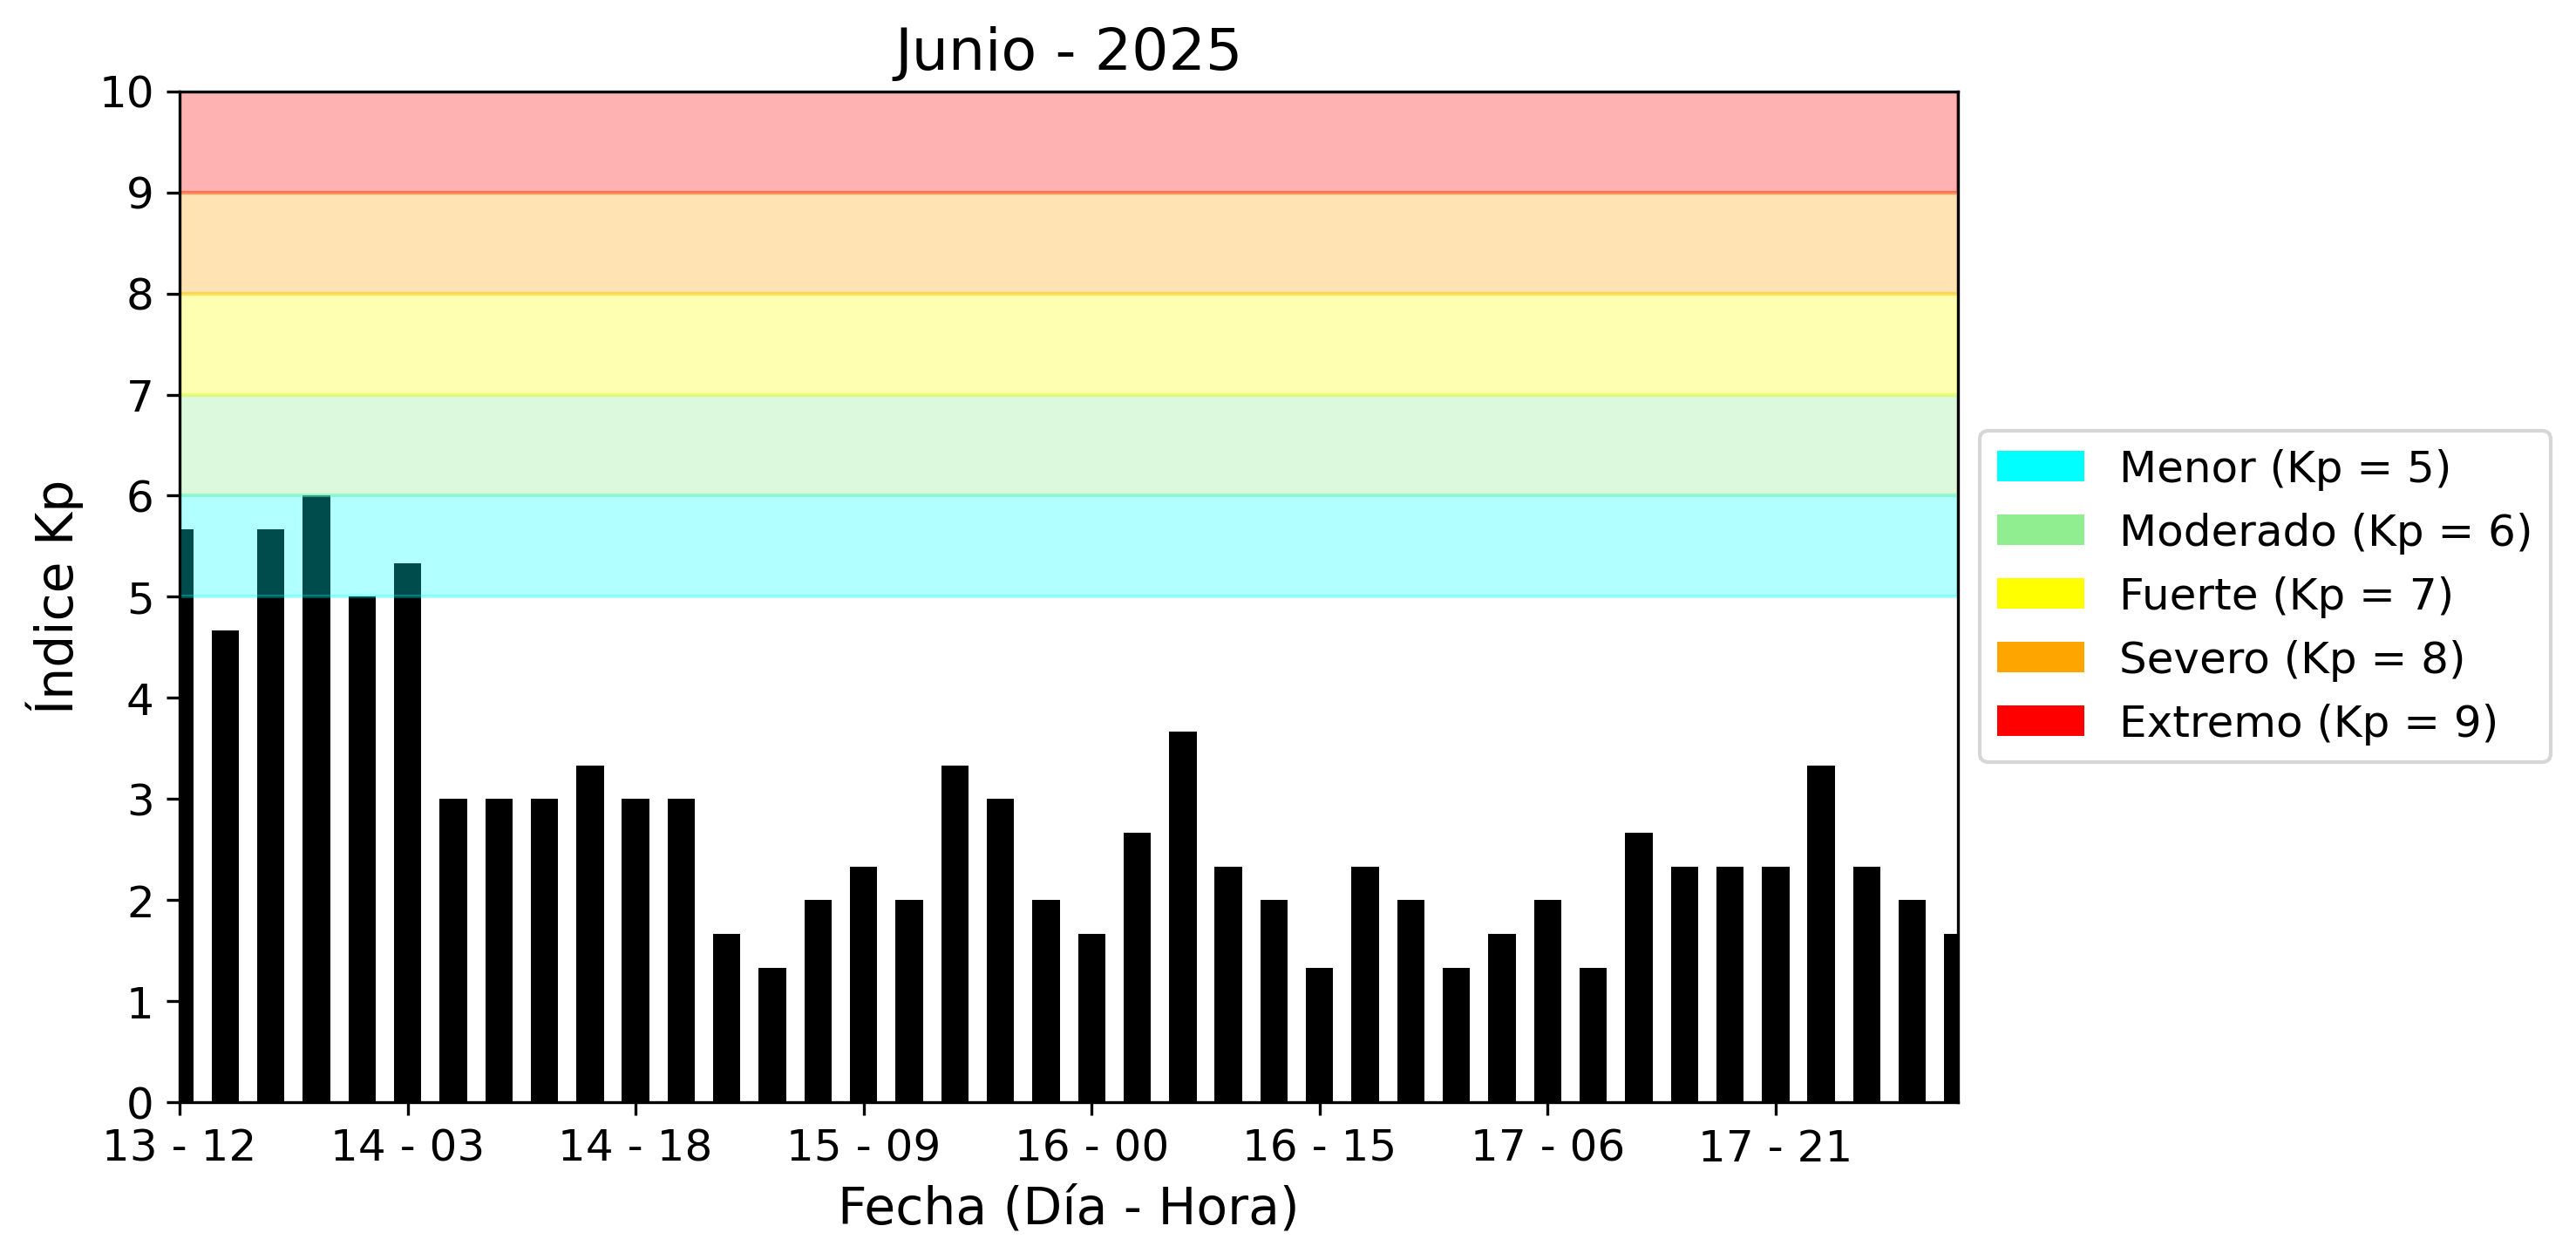 Junio - 2025
10
9
8
7
6
5
4
3
2
1
0
Índice Kp
13 - 12
14 - 03
14 - 18
15 - 09
16 - 00
16 - 15
17 - 06
17 - 21
Fecha (Día - Hora)
Menor (Kp = 5)
Moderado (Kp = 6)
Fuerte (Kp = 7)
Severo (Kp = 8)
Extremo (Kp = 9)